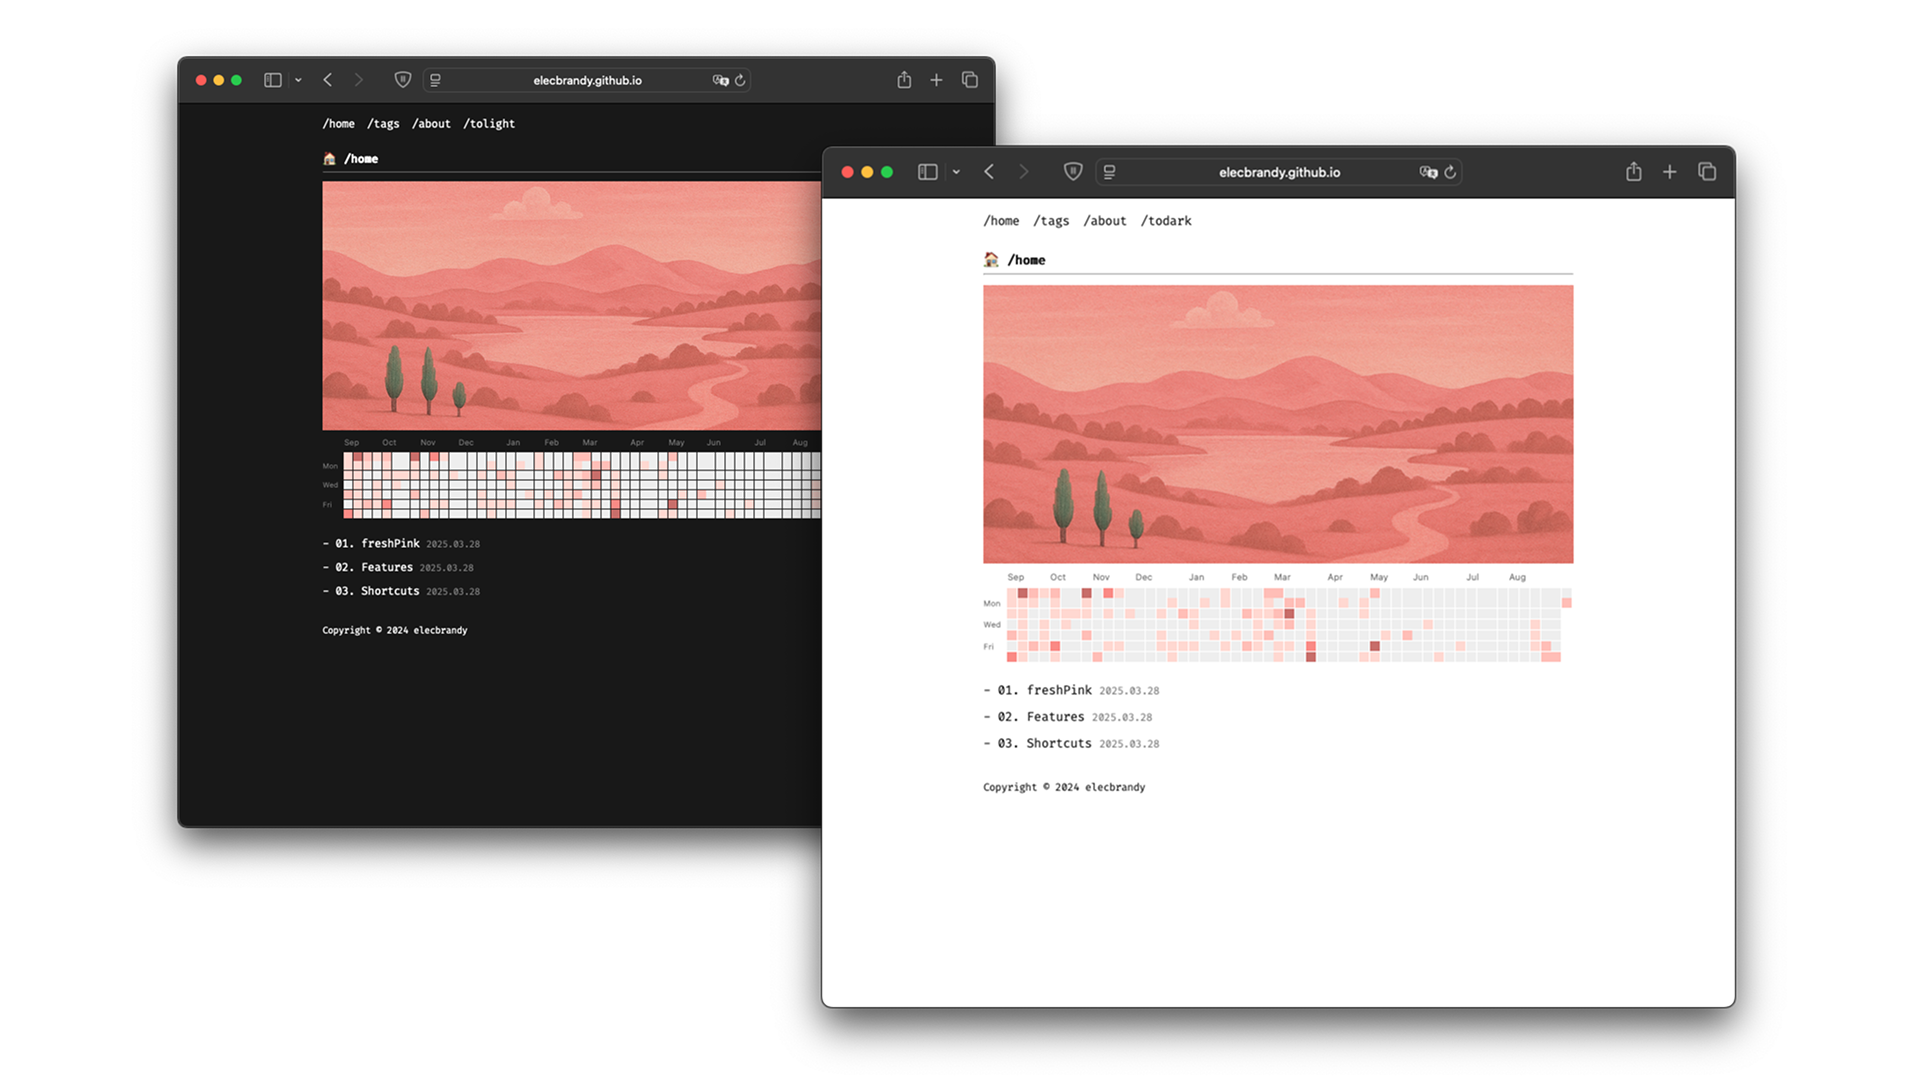 elecbrandy.github.io
/home /tags /about /tolight
/home
Sep Oct Nov Dec Jan Feb Mar Apr May Jun Jul Aug
Mon
Wed
Fri
- 01. freshPink 2025.03.28
- 02. Features 2025.03.28
- 03. Shortcuts 2025.03.28
Copyright © 2024 elecbrandy
elecbrandy.github.io
/home /tags /about /todark
/home
Sep Oct Nov Dec Jan Feb Mar Apr May Jun Jul Aug
Mon
Wed
Fri
- 01. freshPink 2025.03.28
- 02. Features 2025.03.28
- 03. Shortcuts 2025.03.28
Copyright © 2024 elecbrandy